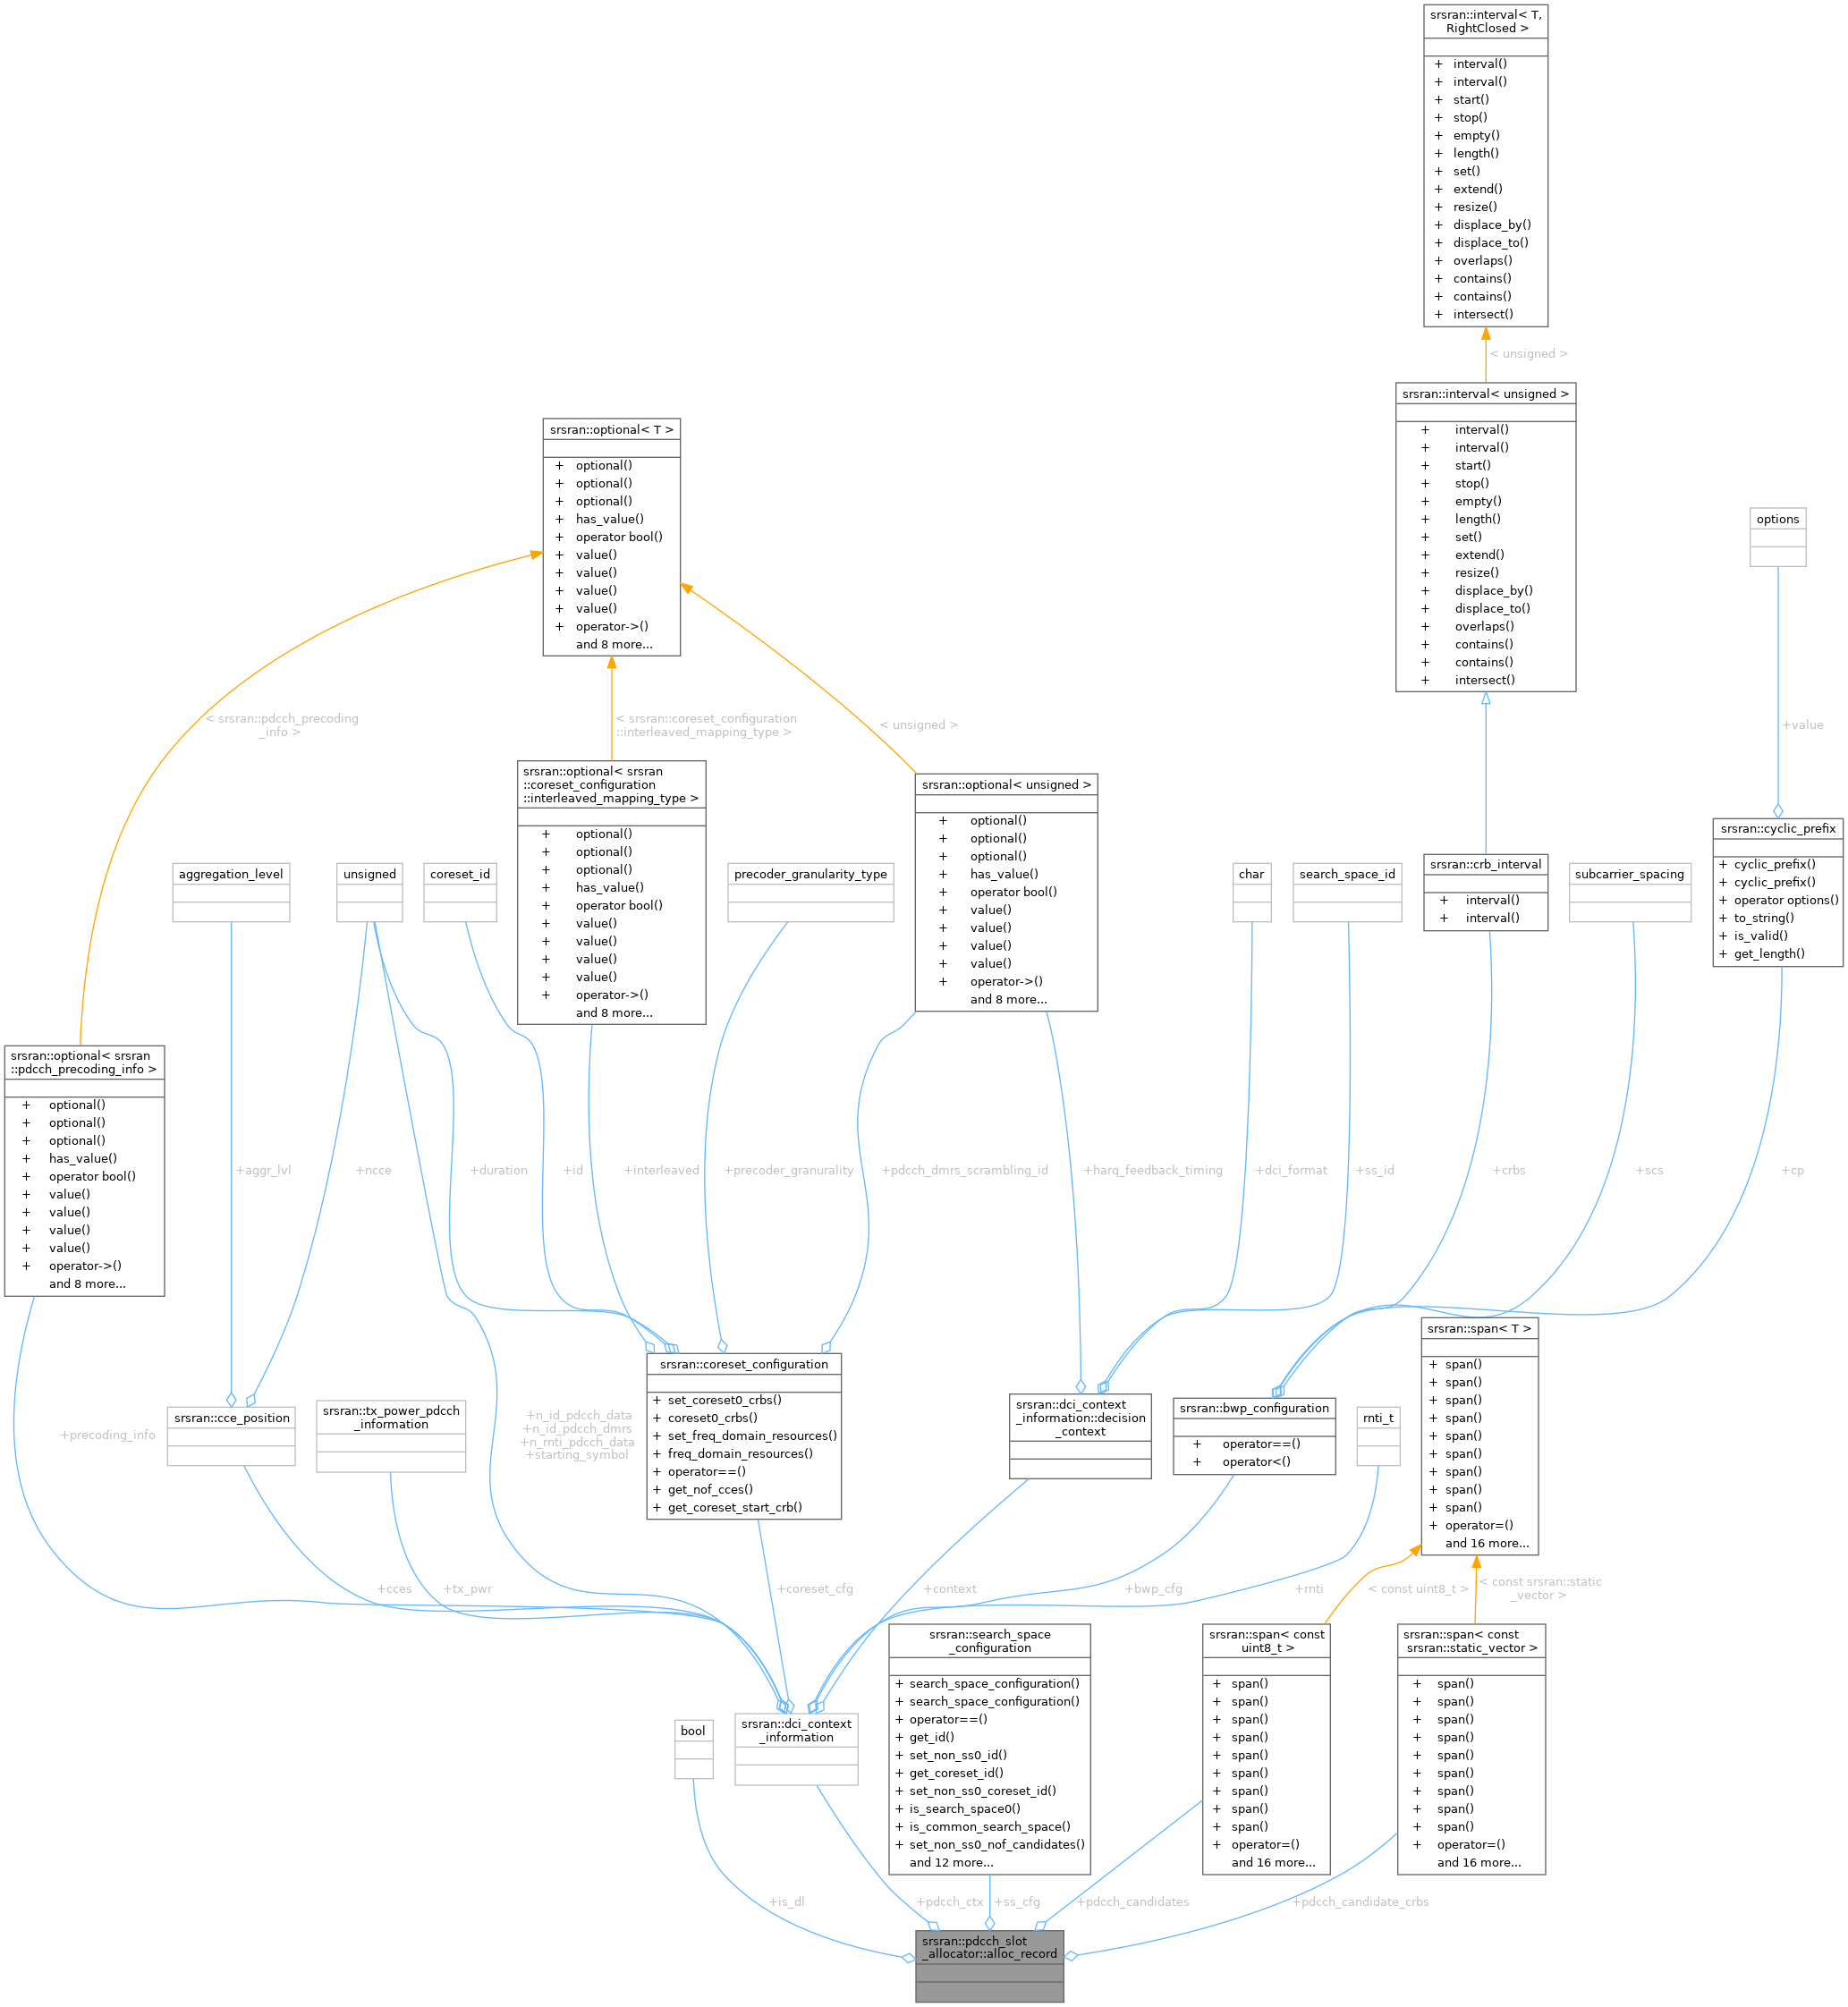 srsran::interval< T,
RightClosed >
+ interval()
+ interval()
+ start()
+ stop()
+ empty()
+ length()
+ set()
+ extend()
+ resize()
+ displace_by()
+ displace_to()
+ overlaps()
+ contains()
+ contains()
+ intersect()
< unsigned >
srsran::interval< unsigned >
+ interval()
+ interval()
+ start()
+ stop()
+ empty()
+ length()
+ set()
+ extend()
+ resize()
+ displace_by()
+ displace_to()
+ overlaps()
+ contains()
+ contains()
+ intersect()
srsran::optional< T >
+ optional()
+ optional()
+ optional()
+ has_value()
+ operator bool()
+ value()
+ value()
+ value()
+ value()
+ operator->()
and 8 more...
options
+value
< srsran::pdcch_precoding
_info >
< srsran::coreset_configuration
::interleaved_mapping_type >
< unsigned >
srsran::optional< srsran
::coreset_configuration
::interleaved_mapping_type >
+ optional()
+ optional()
+ optional()
+ has_value()
+ operator bool()
+ value()
+ value()
+ value()
+ value()
+ operator->()
and 8 more...
srsran::optional< unsigned >
+ optional()
+ optional()
+ optional()
+ has_value()
+ operator bool()
+ value()
+ value()
+ value()
+ value()
+ operator->()
and 8 more...
srsran::cyclic_prefix
+ cyclic_prefix()
+ cyclic_prefix()
+ operator options()
+ to_string()
+ is_valid()
+ get_length()
aggregation_level
unsigned
coreset_id
precoder_granularity_type
char
search_space_id
srsran::crb_interval
+ interval()
+ interval()
subcarrier_spacing
srsran::optional< srsran
::pdcch_precoding_info >
+ optional()
+ optional()
+ optional()
+ has_value()
+ operator bool()
+ value()
+ value()
+ value()
+ value()
+ operator->()
and 8 more...
+aggr_lvl
+ncce
+duration
+id
+interleaved
+precoder_granurality
+pdcch_dmrs_scrambling_id
+harq_feedback_timing
+dci_format
+ss_id
+crbs
+scs
+cp
srsran::span< T >
+ span()
+ span()
+ span()
+ span()
+ span()
+ span()
+ span()
+ span()
+ span()
+ operator=()
and 16 more...
srsran::coreset_configuration
+ set_coreset0_crbs()
+ coreset0_crbs()
+ set_freq_domain_resources()
+ freq_domain_resources()
+ operator==()
+ get_nof_cces()
+ get_coreset_start_crb()
+precoding_info
srsran::cce_position
srsran::tx_power_pdcch
_information
+n_id_pdcch_data
+n_id_pdcch_dmrs
+n_rnti_pdcch_data
+starting_symbol
srsran::dci_context
_information::decision
_context
srsran::bwp_configuration
+ operator==()
+ operator<()
rnti_t
+cces
+tx_pwr
+coreset_cfg
+context
+bwp_cfg
+rnti
< const uint8_t >
< const srsran::static
_vector >
srsran::search_space
_configuration
+ search_space_configuration()
+ search_space_configuration()
+ operator==()
+ get_id()
+ set_non_ss0_id()
+ get_coreset_id()
+ set_non_ss0_coreset_id()
+ is_search_space0()
+ is_common_search_space()
+ set_non_ss0_nof_candidates()
and 12 more...
srsran::span< const
uint8_t >
+ span()
+ span()
+ span()
+ span()
+ span()
+ span()
+ span()
+ span()
+ span()
+ operator=()
and 16 more...
srsran::span< const
srsran::static_vector >
+ span()
+ span()
+ span()
+ span()
+ span()
+ span()
+ span()
+ span()
+ span()
+ operator=()
and 16 more...
bool
srsran::dci_context
_information
+is_dl
+pdcch_ctx
+ss_cfg
+pdcch_candidates
+pdcch_candidate_crbs
srsran::pdcch_slot
_allocator::alloc_record